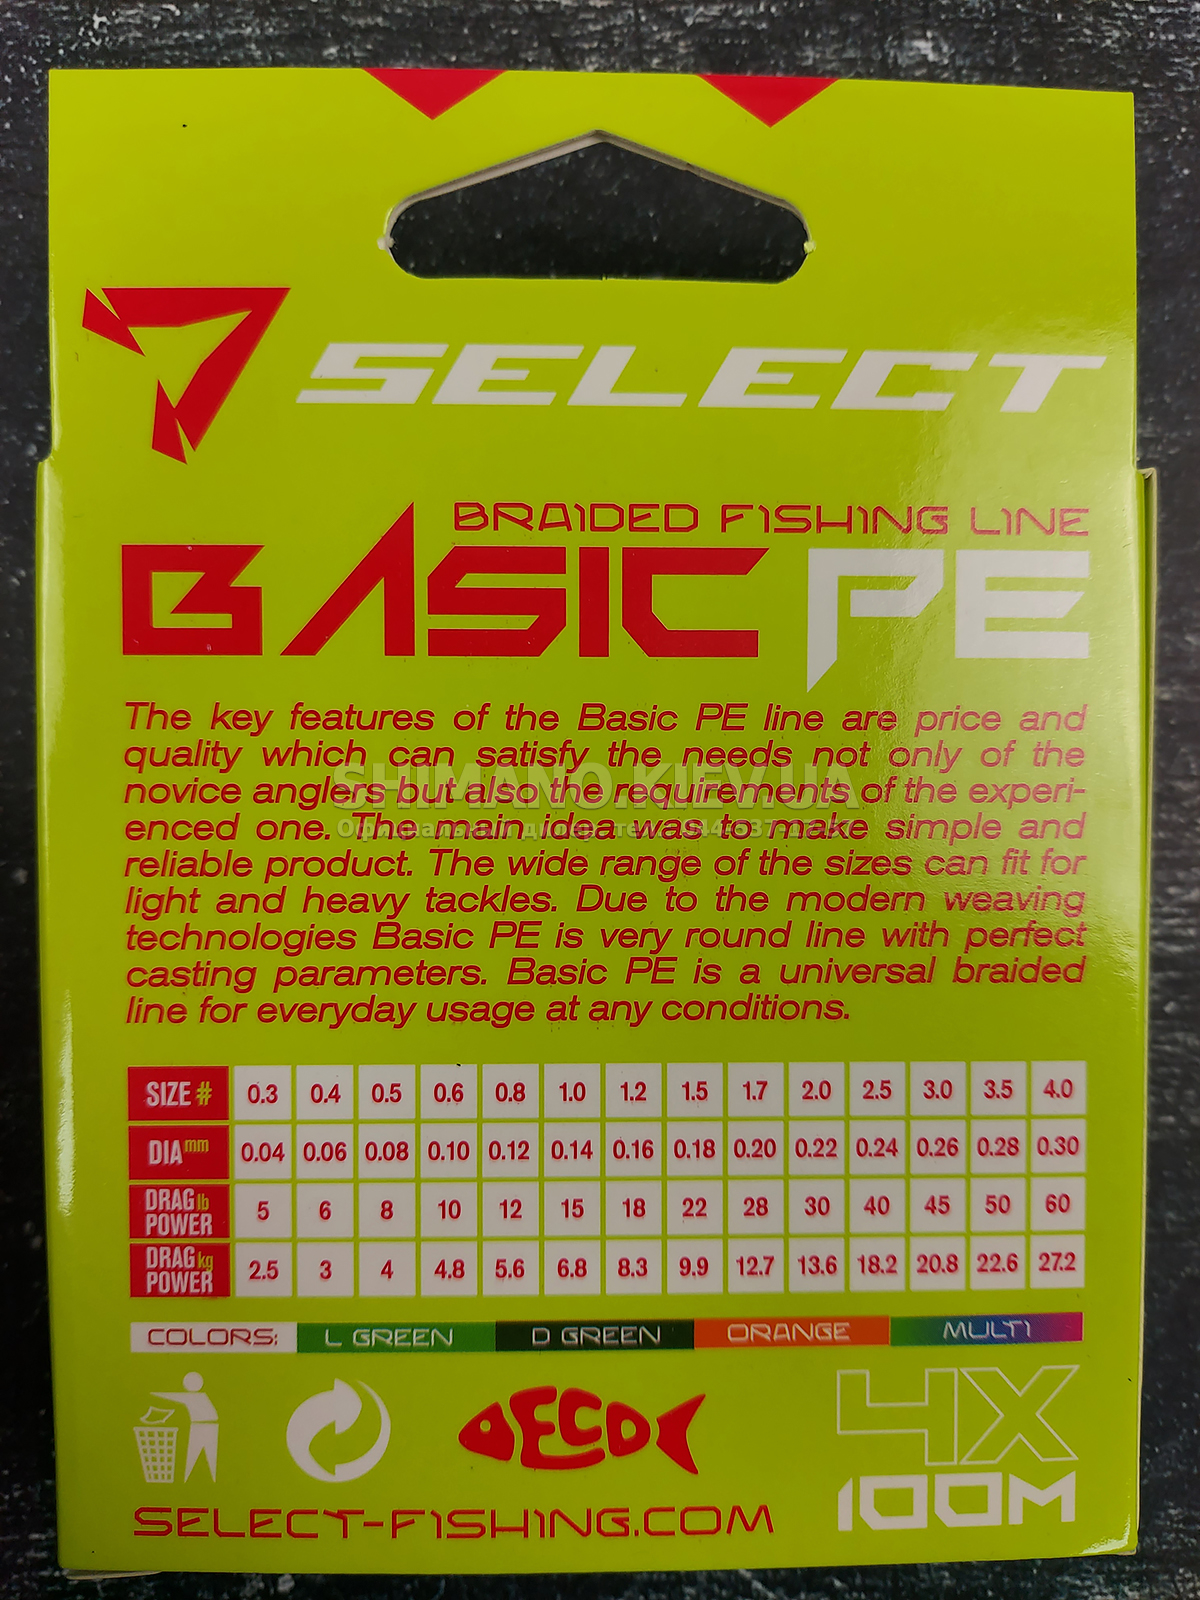 SELECT
BRAIDED FISHING LINE
BASIC PE
The key features of the Basic PE line are price and
quality which can satisfy the needs not only of the
novice anglers but also the requirements of the experi-
enced one. The main idea was to make simple and
reliable product. The wide range of the sizes can fit for
light and heavy tackles. Due to the modern weaving
technologies Basic PE is very round line with perfect
casting parameters. Basic PE is a universal braided
line for everyday usage at any conditions.
SHIMANO.KIEV.UA
SIZE # 0.3 0.4 0.5 0.6 0.8 1.0 1.2 1.5 1.7 2.0 2.5 3.0 3.5 4.0
DIA mm 0.04 0.06 0.08 0.10 0.12 0.14 0.16 0.18 0.20 0.22 0.24 0.26 0.28 0.30
DRAG lb POWER 5 6 8 10 12 15 18 22 28 30 40 45 50 60
DRAG kg POWER 2.5 3 4 4.8 5.6 6.8 8.3 9.9 12.7 13.6 18.2 20.8 22.6 27.2
COLORS: L GREEN D GREEN ORANGE MULTI
ECO
4X
100M
SELECT-FISHING.COM